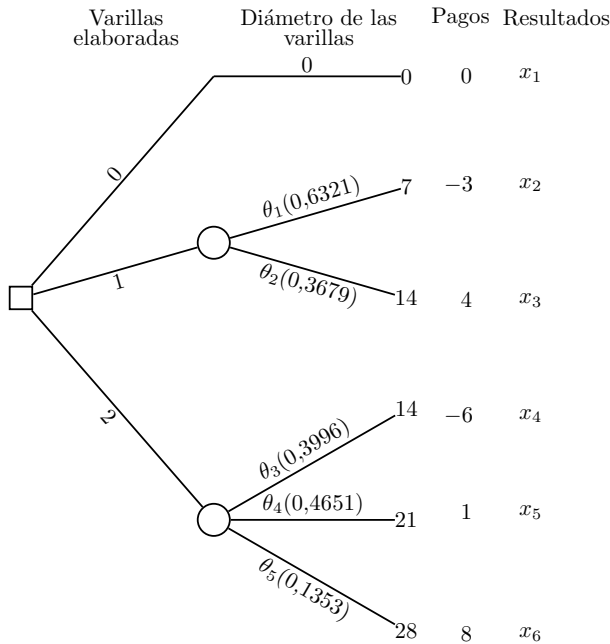 Varillas elaboradas
Diámetro de las varillas
Pagos
Resultados
0
0
0
0
x₁
θ₁(0,6321)
7
−3
x₂
1
θ₂(0,3679)
14
4
x₃
2
θ₃(0,3996)
14
−6
x₄
θ₄(0,4651)
21
1
x₅
θ₅(0,1353)
28
8
x₆